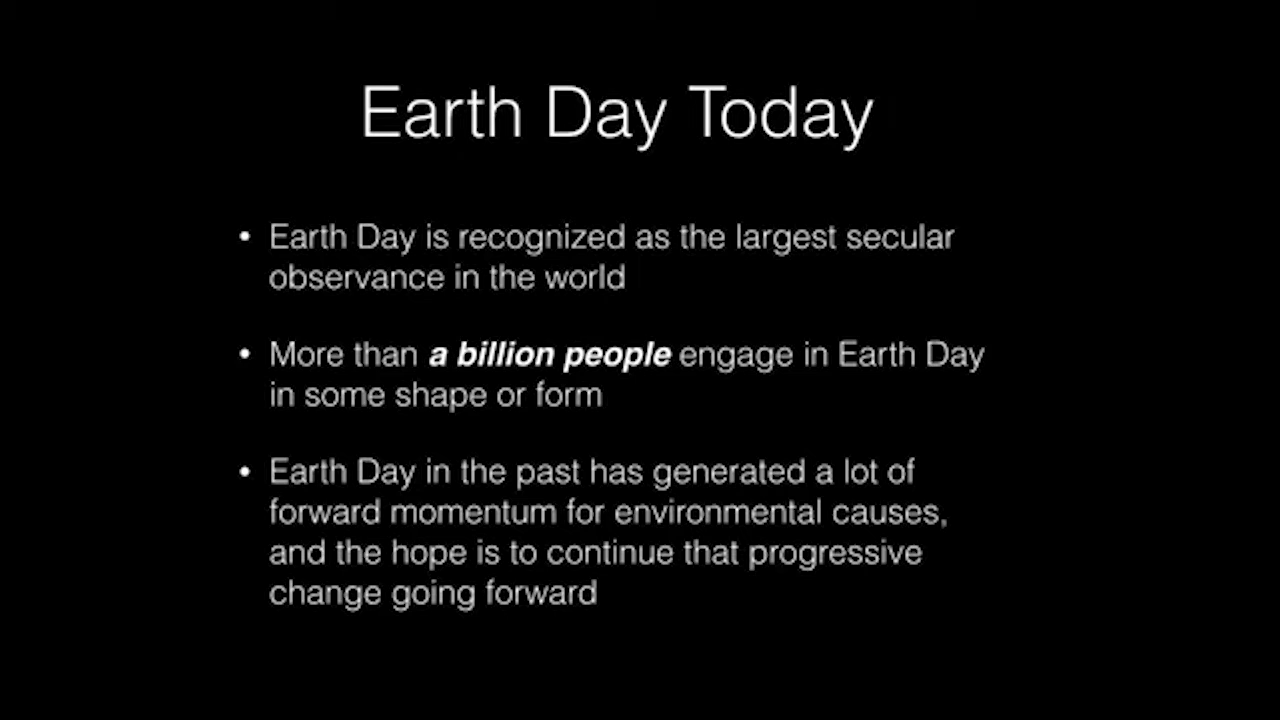 Earth Day Today
• Earth Day is recognized as the largest secular
observance in the world
• More than a billion people engage in Earth Day
in some shape or form
• Earth Day in the past has generated a lot of
forward momentum for environmental causes,
and the hope is to continue that progressive
change going forward